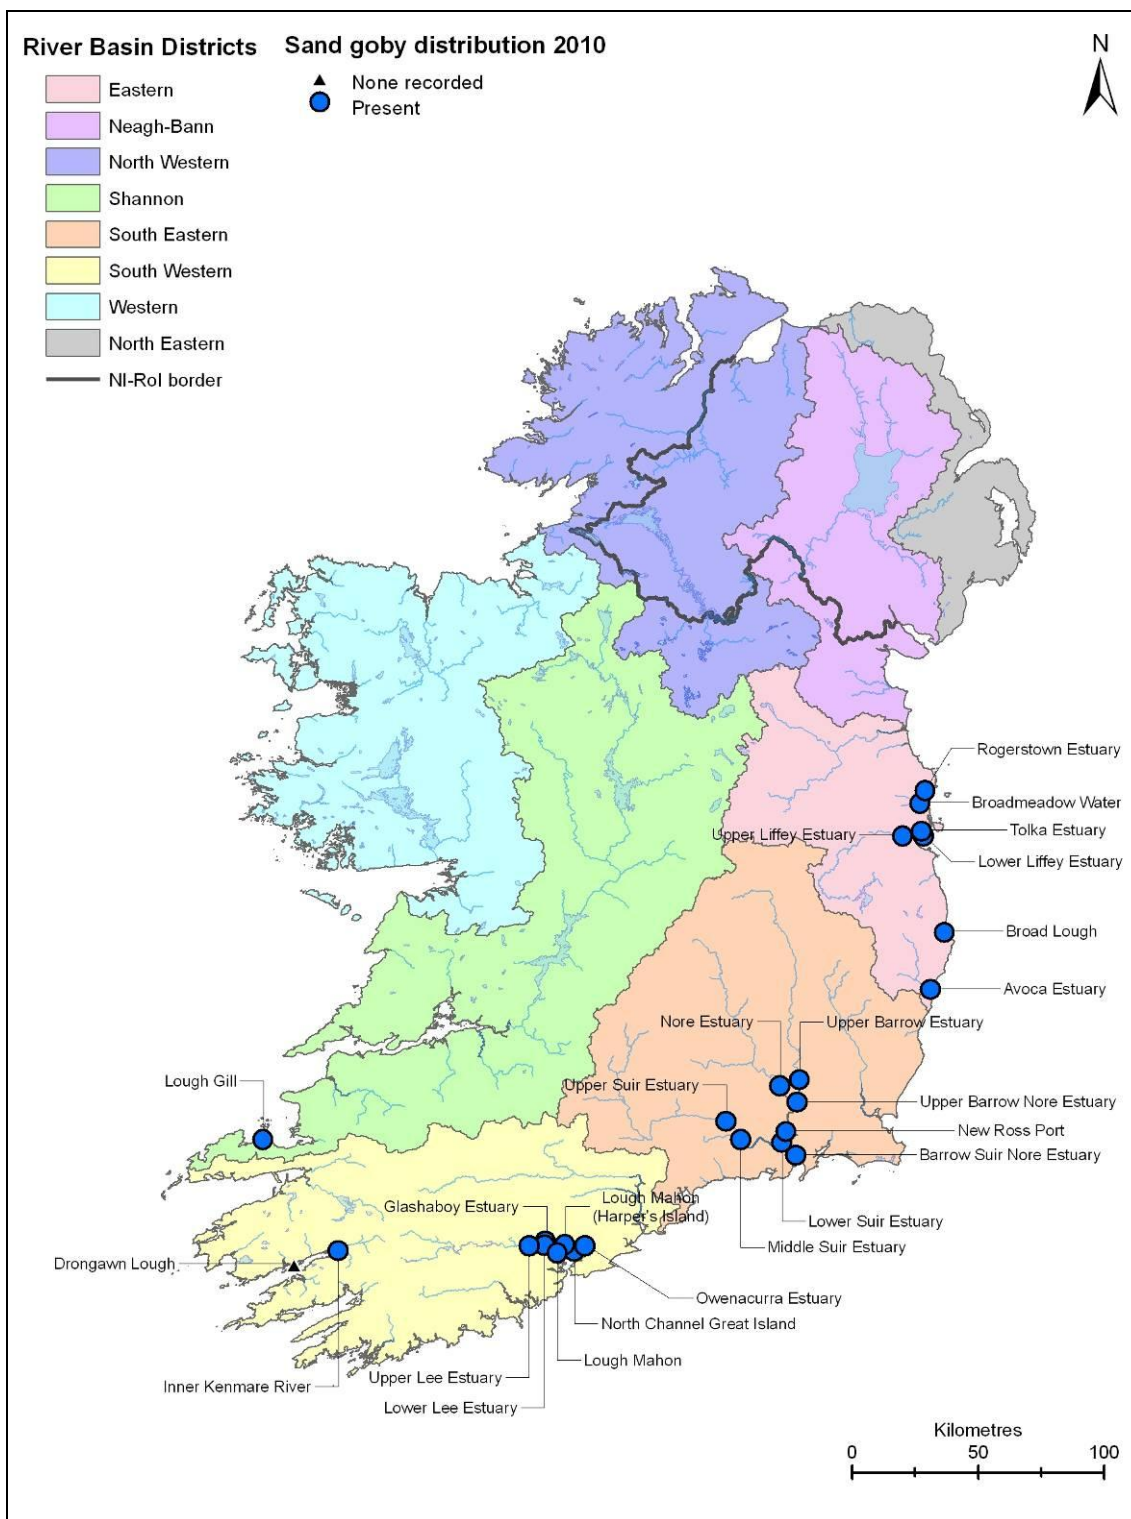 River Basin Districts
Eastern
Neagh-Bann
North Western
Shannon
South Eastern
South Western
Western
North Eastern
NI-RoI border
Sand goby distribution 2010
None recorded
Present
N
Rogerstown Estuary
Broadmeadow Water
Tolka Estuary
Upper Liffey Estuary
Lower Liffey Estuary
Broad Lough
Avoca Estuary
Nore Estuary
Upper Barrow Estuary
Lough Gill
Upper Suir Estuary
Upper Barrow Nore Estuary
New Ross Port
Barrow Suir Nore Estuary
Lough Mahon
(Harper's Island)
Glashaboy Estuary
Lower Suir Estuary
Middle Suir Estuary
Drongawn Lough
Owenacurra Estuary
North Channel Great Island
Lough Mahon
Upper Lee Estuary
Inner Kenmare River
Lower Lee Estuary
Kilometres
0 50 100